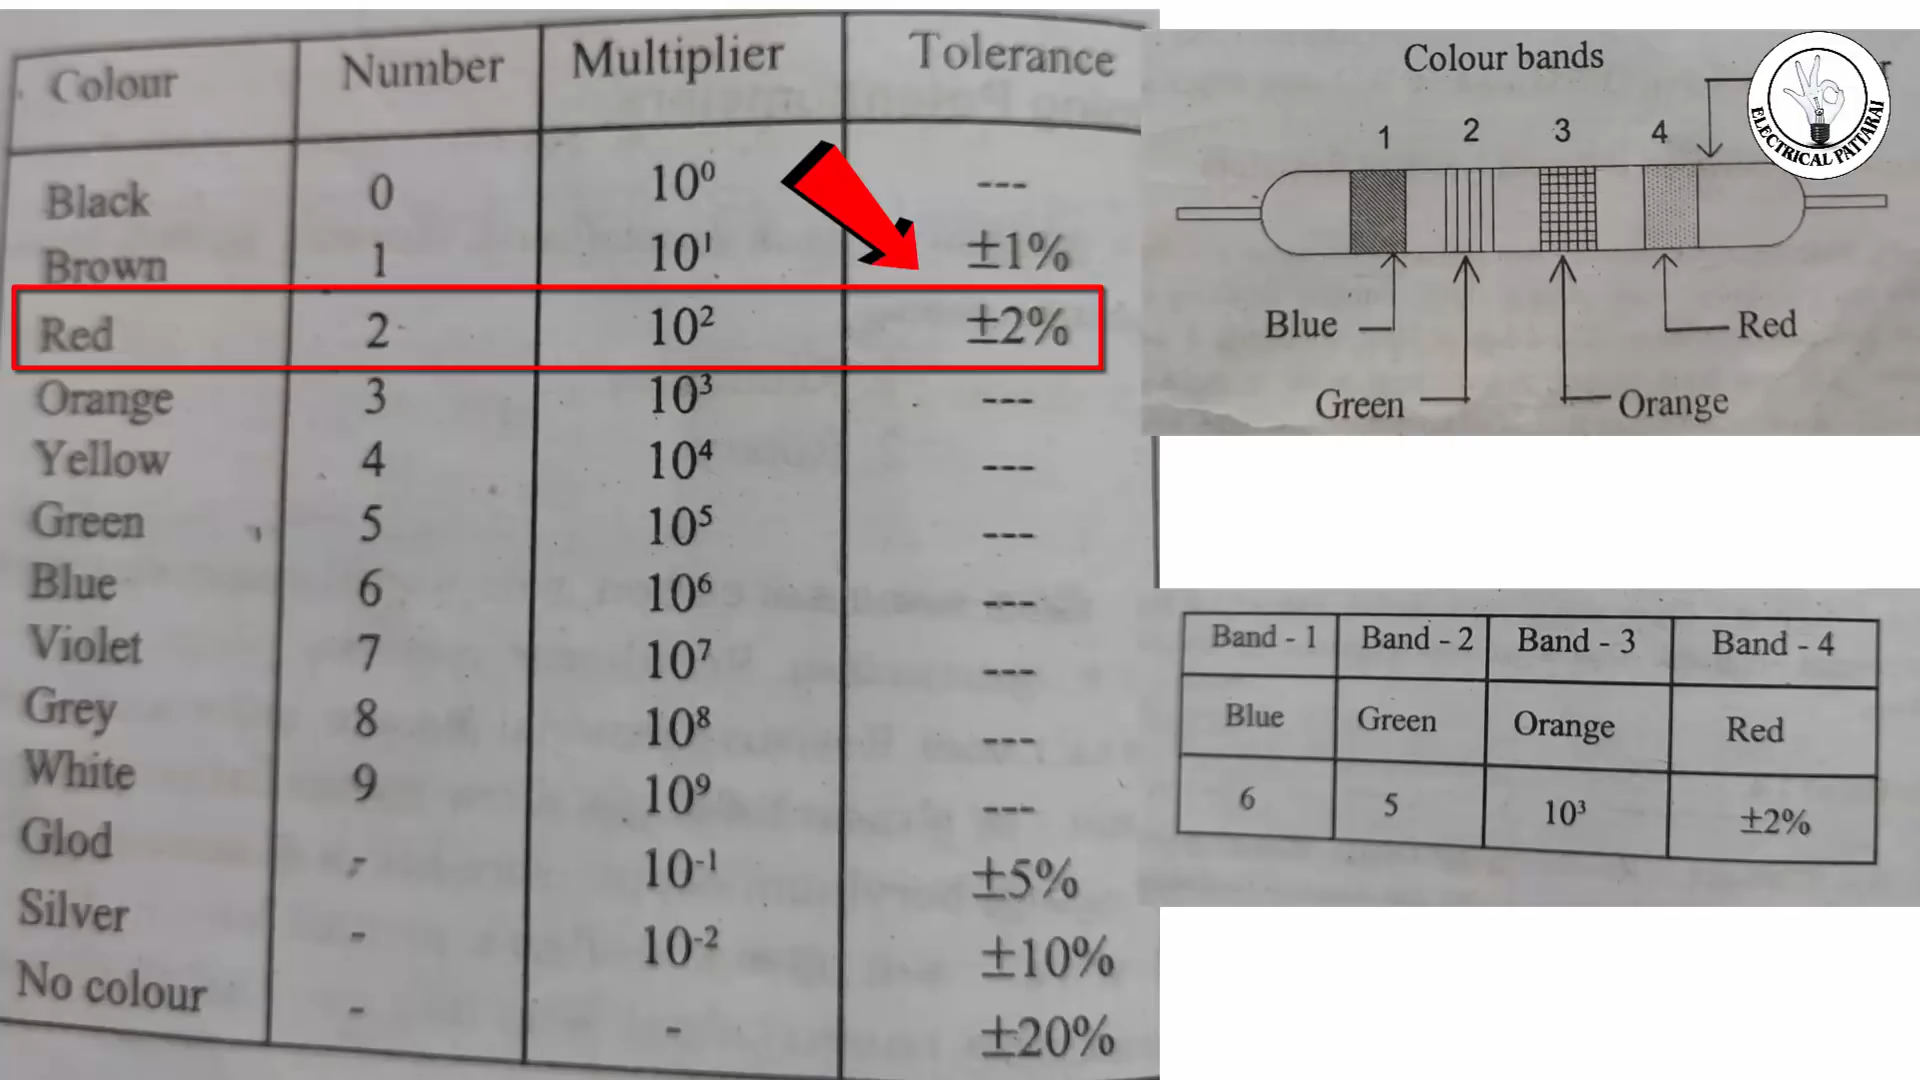 Colour Number Multiplier Tolerance
Black 0 10⁰ ---
Brown 1 10¹ ±1%
Red 2 10² ±2%
Orange 3 10³ ---
Yellow 4 10⁴ ---
Green 5 10⁵ ---
Blue 6 10⁶ ---
Violet 7 10⁷ ---
Grey 8 10⁸ ---
White 9 10⁹ ---
Glod - 10⁻¹ ±5%
Silver - 10⁻² ±10%
No colour - - ±20%
Colour bands
1 2 3 4
Blue Red
Green Orange
ELECTRICAL PATTARAI
Band - 1 Band - 2 Band - 3 Band - 4
Blue Green Orange Red
6 5 10³ ±2%